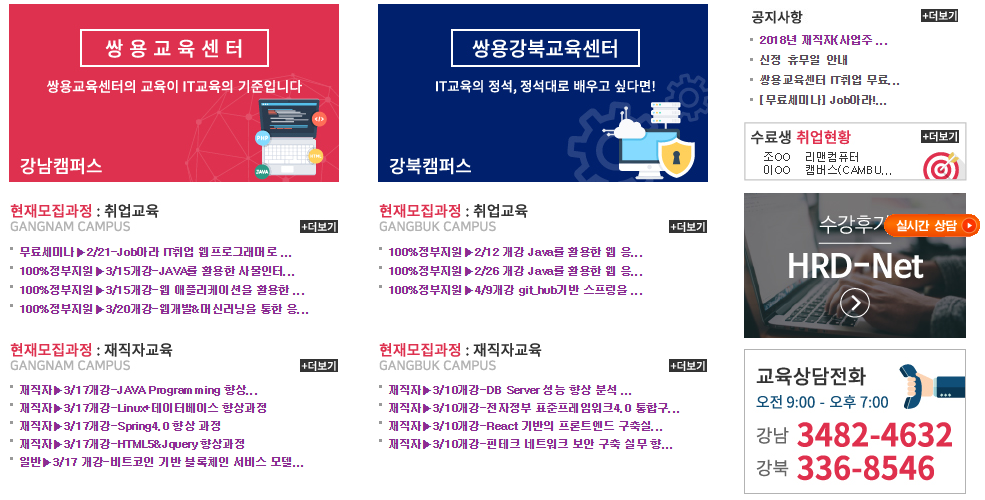 쌍용교육센터
쌍용교육센터의 교육이 IT교육의 기준입니다
</>
PHP
HTML
JAVA
강남캠퍼스
현재모집과정 : 취업교육
GANGNAM CAMPUS
+더보기
무료세미나▶2/21-Job아라 IT취업 웹프로그래머로 ...
100%정부지원▶3/15개강-JAVA를 활용한 사물인터...
100%정부지원▶3/15개강-웹 애플리케이션을 활용한 ...
100%정부지원▶3/20개강-웹개발&머신러닝을 통한 응...
현재모집과정 : 재직자교육
GANGNAM CAMPUS
+더보기
재직자▶3/17개강-JAVA Programming 향상...
재직자▶3/17개강-Linux+데이터베이스 향상과정
재직자▶3/17개강-Spring4.0 향상 과정
재직자▶3/17개강-HTML5&Jquery향상과정
일반▶3/17 개강-비트코인 기반 블록체인 서비스 모델...
쌍용강북교육센터
IT교육의 정석, 정석대로 배우고 싶다면!
강북캠퍼스
현재모집과정 : 취업교육
GANGBUK CAMPUS
+더보기
100%정부지원▶2/12 개강 Java를 활용한 웹 응...
100%정부지원▶2/26 개강 Java를 활용한 웹 응...
100%정부지원▶4/9개강 git_hub기반 스프링을 ...
현재모집과정 : 재직자교육
GANGBUK CAMPUS
+더보기
재직자▶3/10개강-DB Server성능 향상 분석 ...
재직자▶3/10개강-전자정부 표준프레임워크4.0 통합구...
재직자▶3/10개강-React 기반의 프론트엔드 구축실...
재직자▶3/10개강-핀테크 네트워크 보안 구축 실무 향...
공지사항
+더보기
2018년 재직자(사업주 ...
신정 휴무일 안내
쌍용교육센터 IT취업 무료...
[무료세미나] Job아라!...
수료생 취업현황
+더보기
조OO 리맨컴퓨터
이OO 캠버스(CAMBU...
수강후기
실시간 상담
HRD-Net
교육상담전화
오전 9:00 - 오후 7:00
강남 3482-4632
강북 336-8546